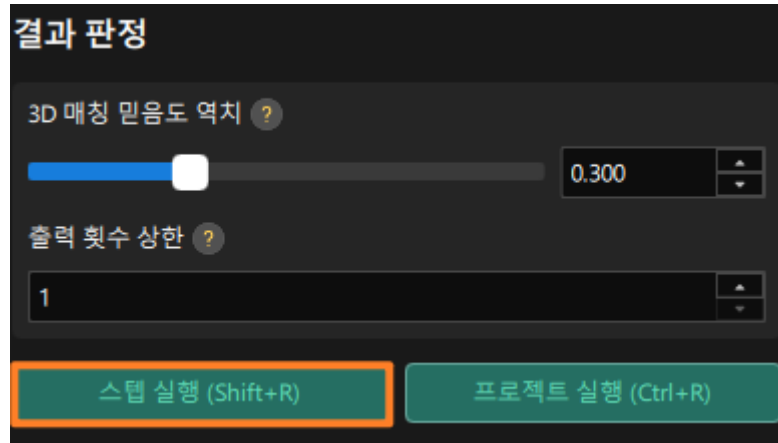 결과 판정
3D 매칭 믿음도 역치 ?
0.300
출력 횟수 상한 ?
1
스텝 실행 (Shift+R) 프로젝트 실행 (Ctrl+R)